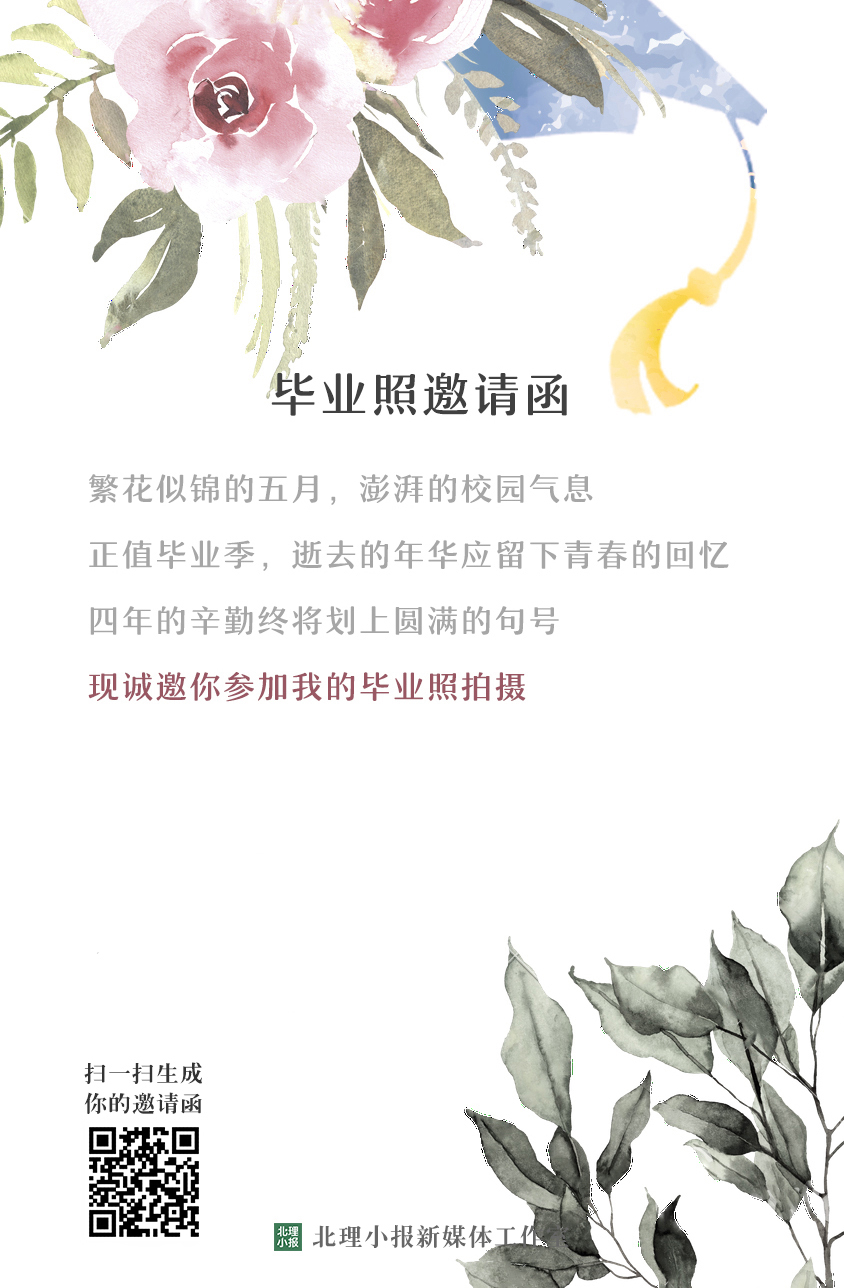 毕业照邀请函
繁花似锦的五月，澎湃的校园气息
正值毕业季，逝去的年华应留下青春的回忆
四年的辛勤终将划上圆满的句号
现诚邀你参加我的毕业照拍摄
扫一扫生成
你的邀请函
北理
小报
北理小报新媒体工作